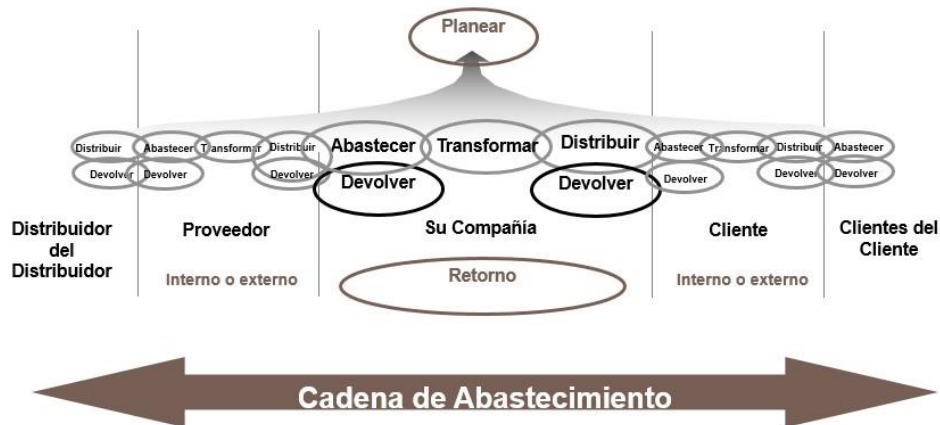 Planear
Distribuir Abastecer Transformar Distribuir Abastecer Transformar Distribuir Abastecer Transformar Distribuir Abastecer
Devolver Devolver Devolver Devolver Devolver Devolver Devolver Devolver
Distribuidor del Distribuidor
Proveedor
Su Compañía
Cliente
Clientes del Cliente
Interno o externo
Retorno
Interno o externo
Cadena de Abastecimiento